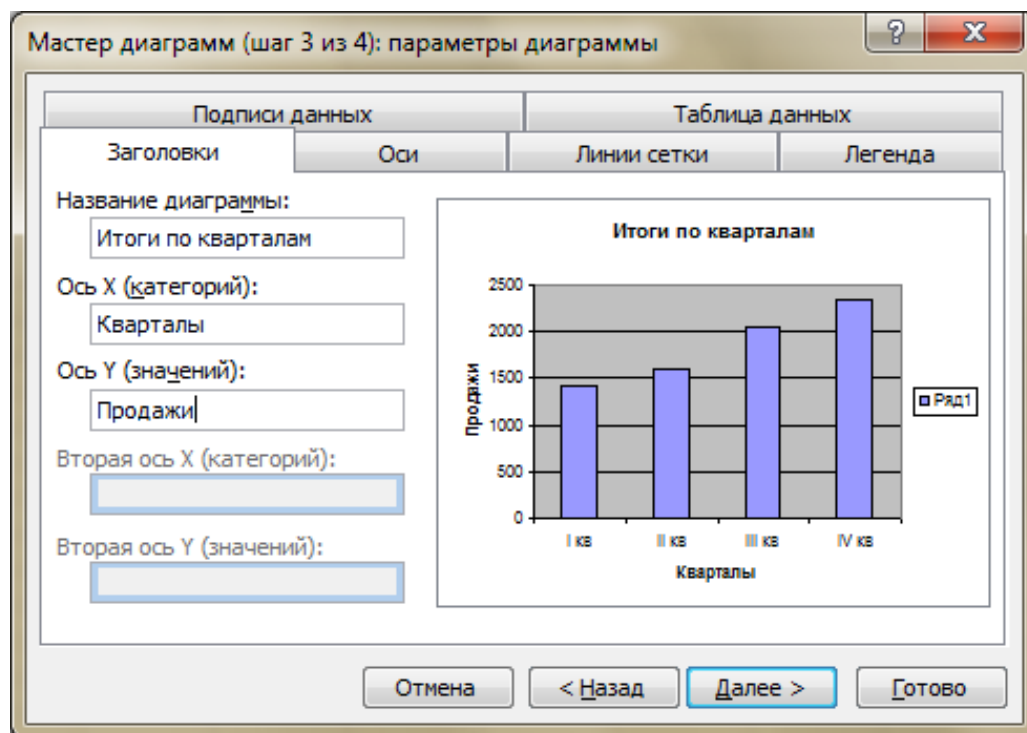 Мастер диаграмм (шаг 3 из 4): параметры диаграммы
Подписи данных
Таблица данных
Заголовки
Оси
Линии сетки
Легенда
Название диаграммы:
Итоги по кварталам
Ось X (категорий):
Кварталы
Ось Y (значений):
Продажи
Вторая ось X (категорий):
Вторая ось Y (значений):
Итоги по кварталам
2500
2000
1500
1000
500
0
Продажи
I кв
II кв
III кв
IV кв
Кварталы
Ряд1
Отмена
< Назад
Далее >
Готово